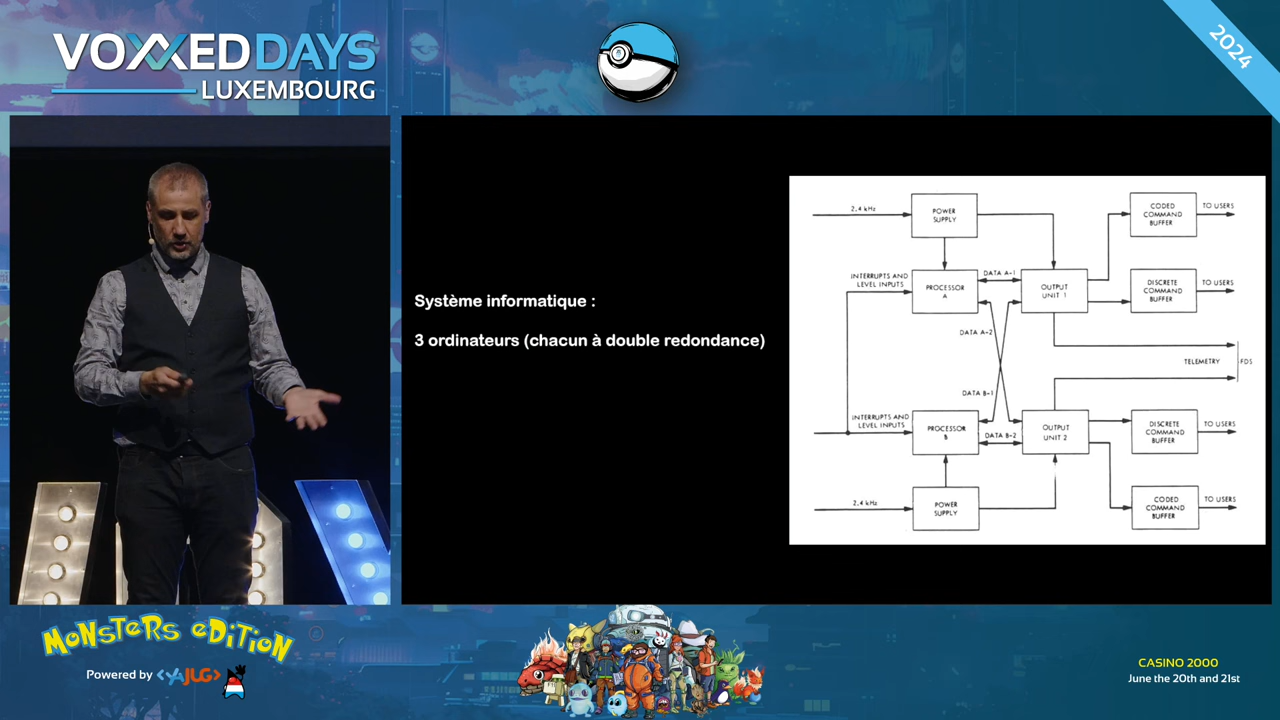 VOXXED DAYS
LUXEMBOURG
2024
Système informatique :
3 ordinateurs (chacun à double redondance)
2,4 kHz
POWER
SUPPLY
CODED
COMMAND
BUFFER
TO USERS
INTERRUPTS AND
LEVEL INPUTS
PROCESSOR
A
DATA A-1
OUTPUT
UNIT 1
DISCRETE
COMMAND
BUFFER
TO USERS
DATA A-2
TELEMETRY
FDS
DATA B-1
INTERRUPTS AND
LEVEL INPUTS
PROCESSOR
B
DATA B-2
OUTPUT
UNIT 2
DISCRETE
COMMAND
BUFFER
TO USERS
2,4 kHz
POWER
SUPPLY
CODED
COMMAND
BUFFER
TO USERS
MONSTERS EDITION
Powered by <YAJUG>
CASINO 2000
June the 20th and 21st